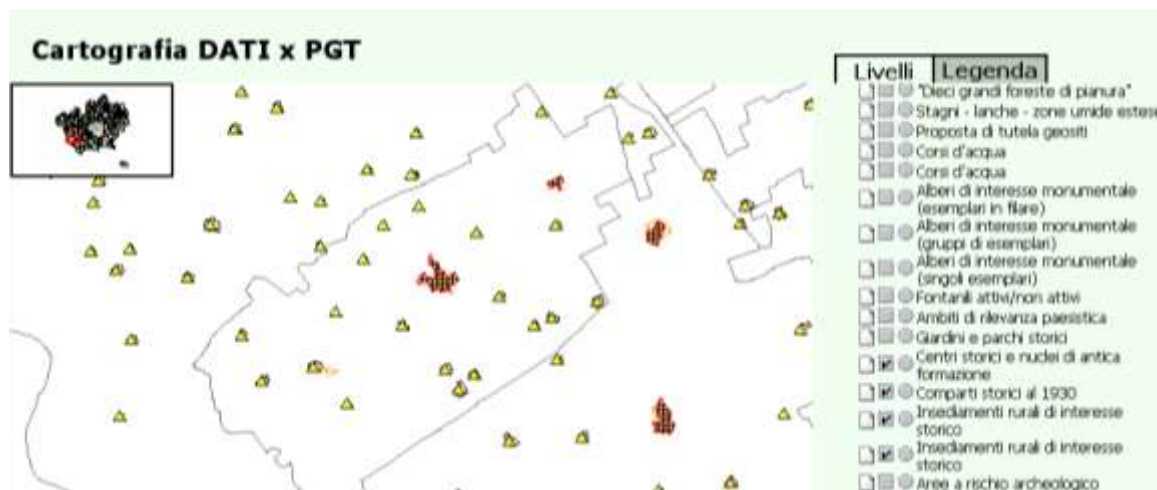 Cartografia DATI x PGT
Livelli
Legenda
"Dieci grandi foreste di pianura"
Stagni - lanche - zone umide estese
Proposta di tutela geositi
Corsi d'acqua
Corsi d'acqua
Alberi di interesse monumentale
(esemplari in filare)
Alberi di interesse monumentale
(gruppi di esemplari)
Alberi di interesse monumentale
(singoli esemplari)
Fontanili attivi/non attivi
Ambiti di rilevanza paesistica
Giardini e parchi storici
Centri storici e nuclei di antica
formazione
Comparti storici al 1930
Insediamenti rurali di interesse
storico
Insediamenti rurali di interesse
storico
Aree a rischio archeologico